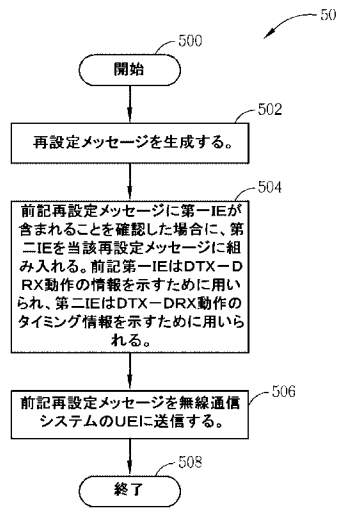 50
500
開始
502
再設定メッセージを生成する。
504
前記再設定メッセージに第一IEが
含まれることを確認した場合に、第
二IEを当該再設定メッセージに組
み入れる。前記第一IEはDTX-D
RX動作の情報を示すために用い
られ、第二IEはDTX-DRX動作の
タイミング情報を示すために用いら
れる。
506
前記再設定メッセージを無線通信
システムのUEに送信する。
508
終了